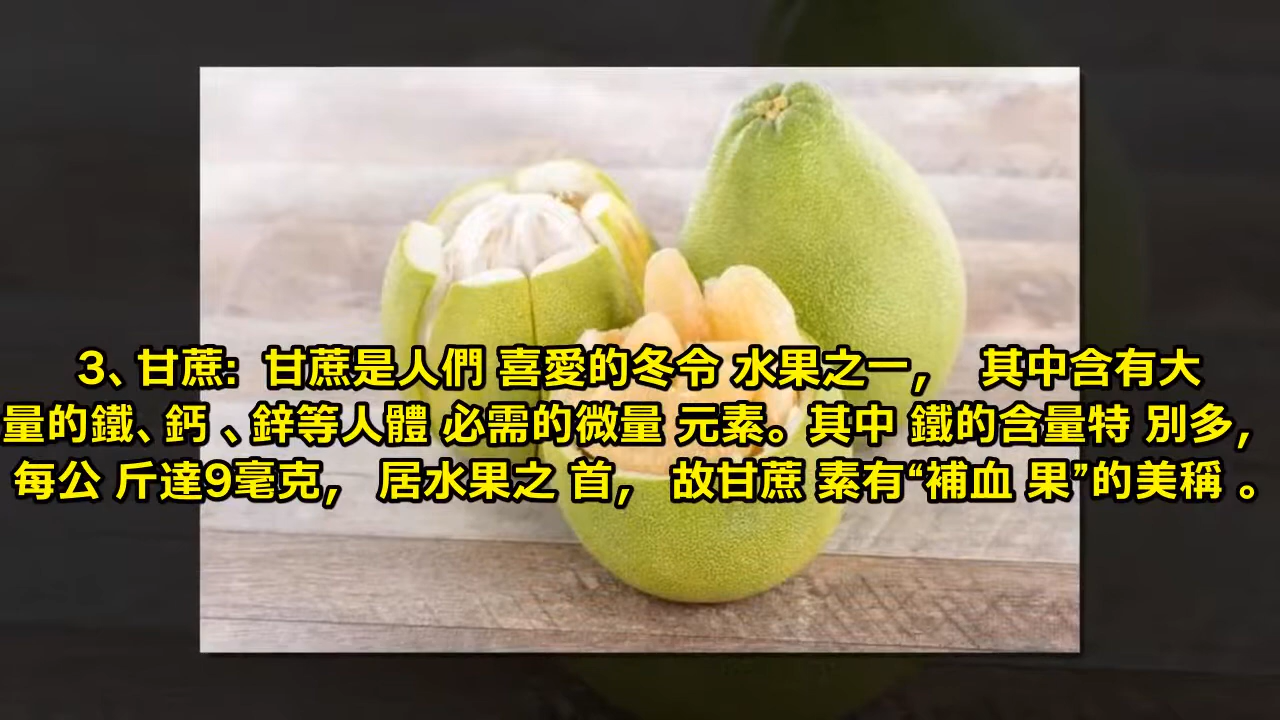 3、甘蔗：甘蔗是人們 喜愛的冬令 水果之一， 其中含有大
量的鐵、鈣 、鋅等人體 必需的微量 元素。其中 鐵的含量特 別多，
每公 斤達9毫克， 居水果之 首， 故甘蔗 素有“補血 果”的美稱 。